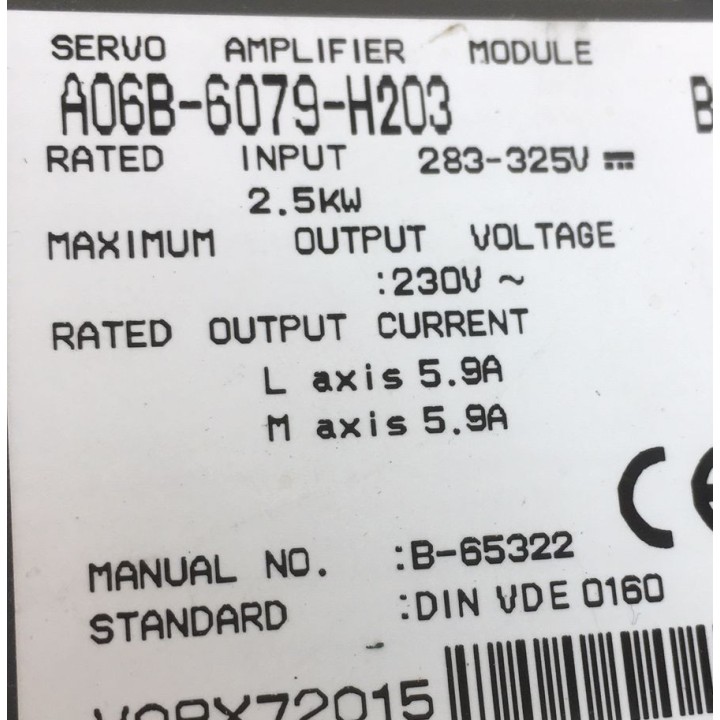 SERVO AMPLIFIER MODULE
A06B-6079-H203
RATED INPUT 283-325V ⎓
2.5KW
MAXIMUM OUTPUT VOLTAGE
:230V ~
RATED OUTPUT CURRENT
L axis 5.9A
M axis 5.9A
CE
MANUAL NO. :B-65322
STANDARD :DIN VDE 0160